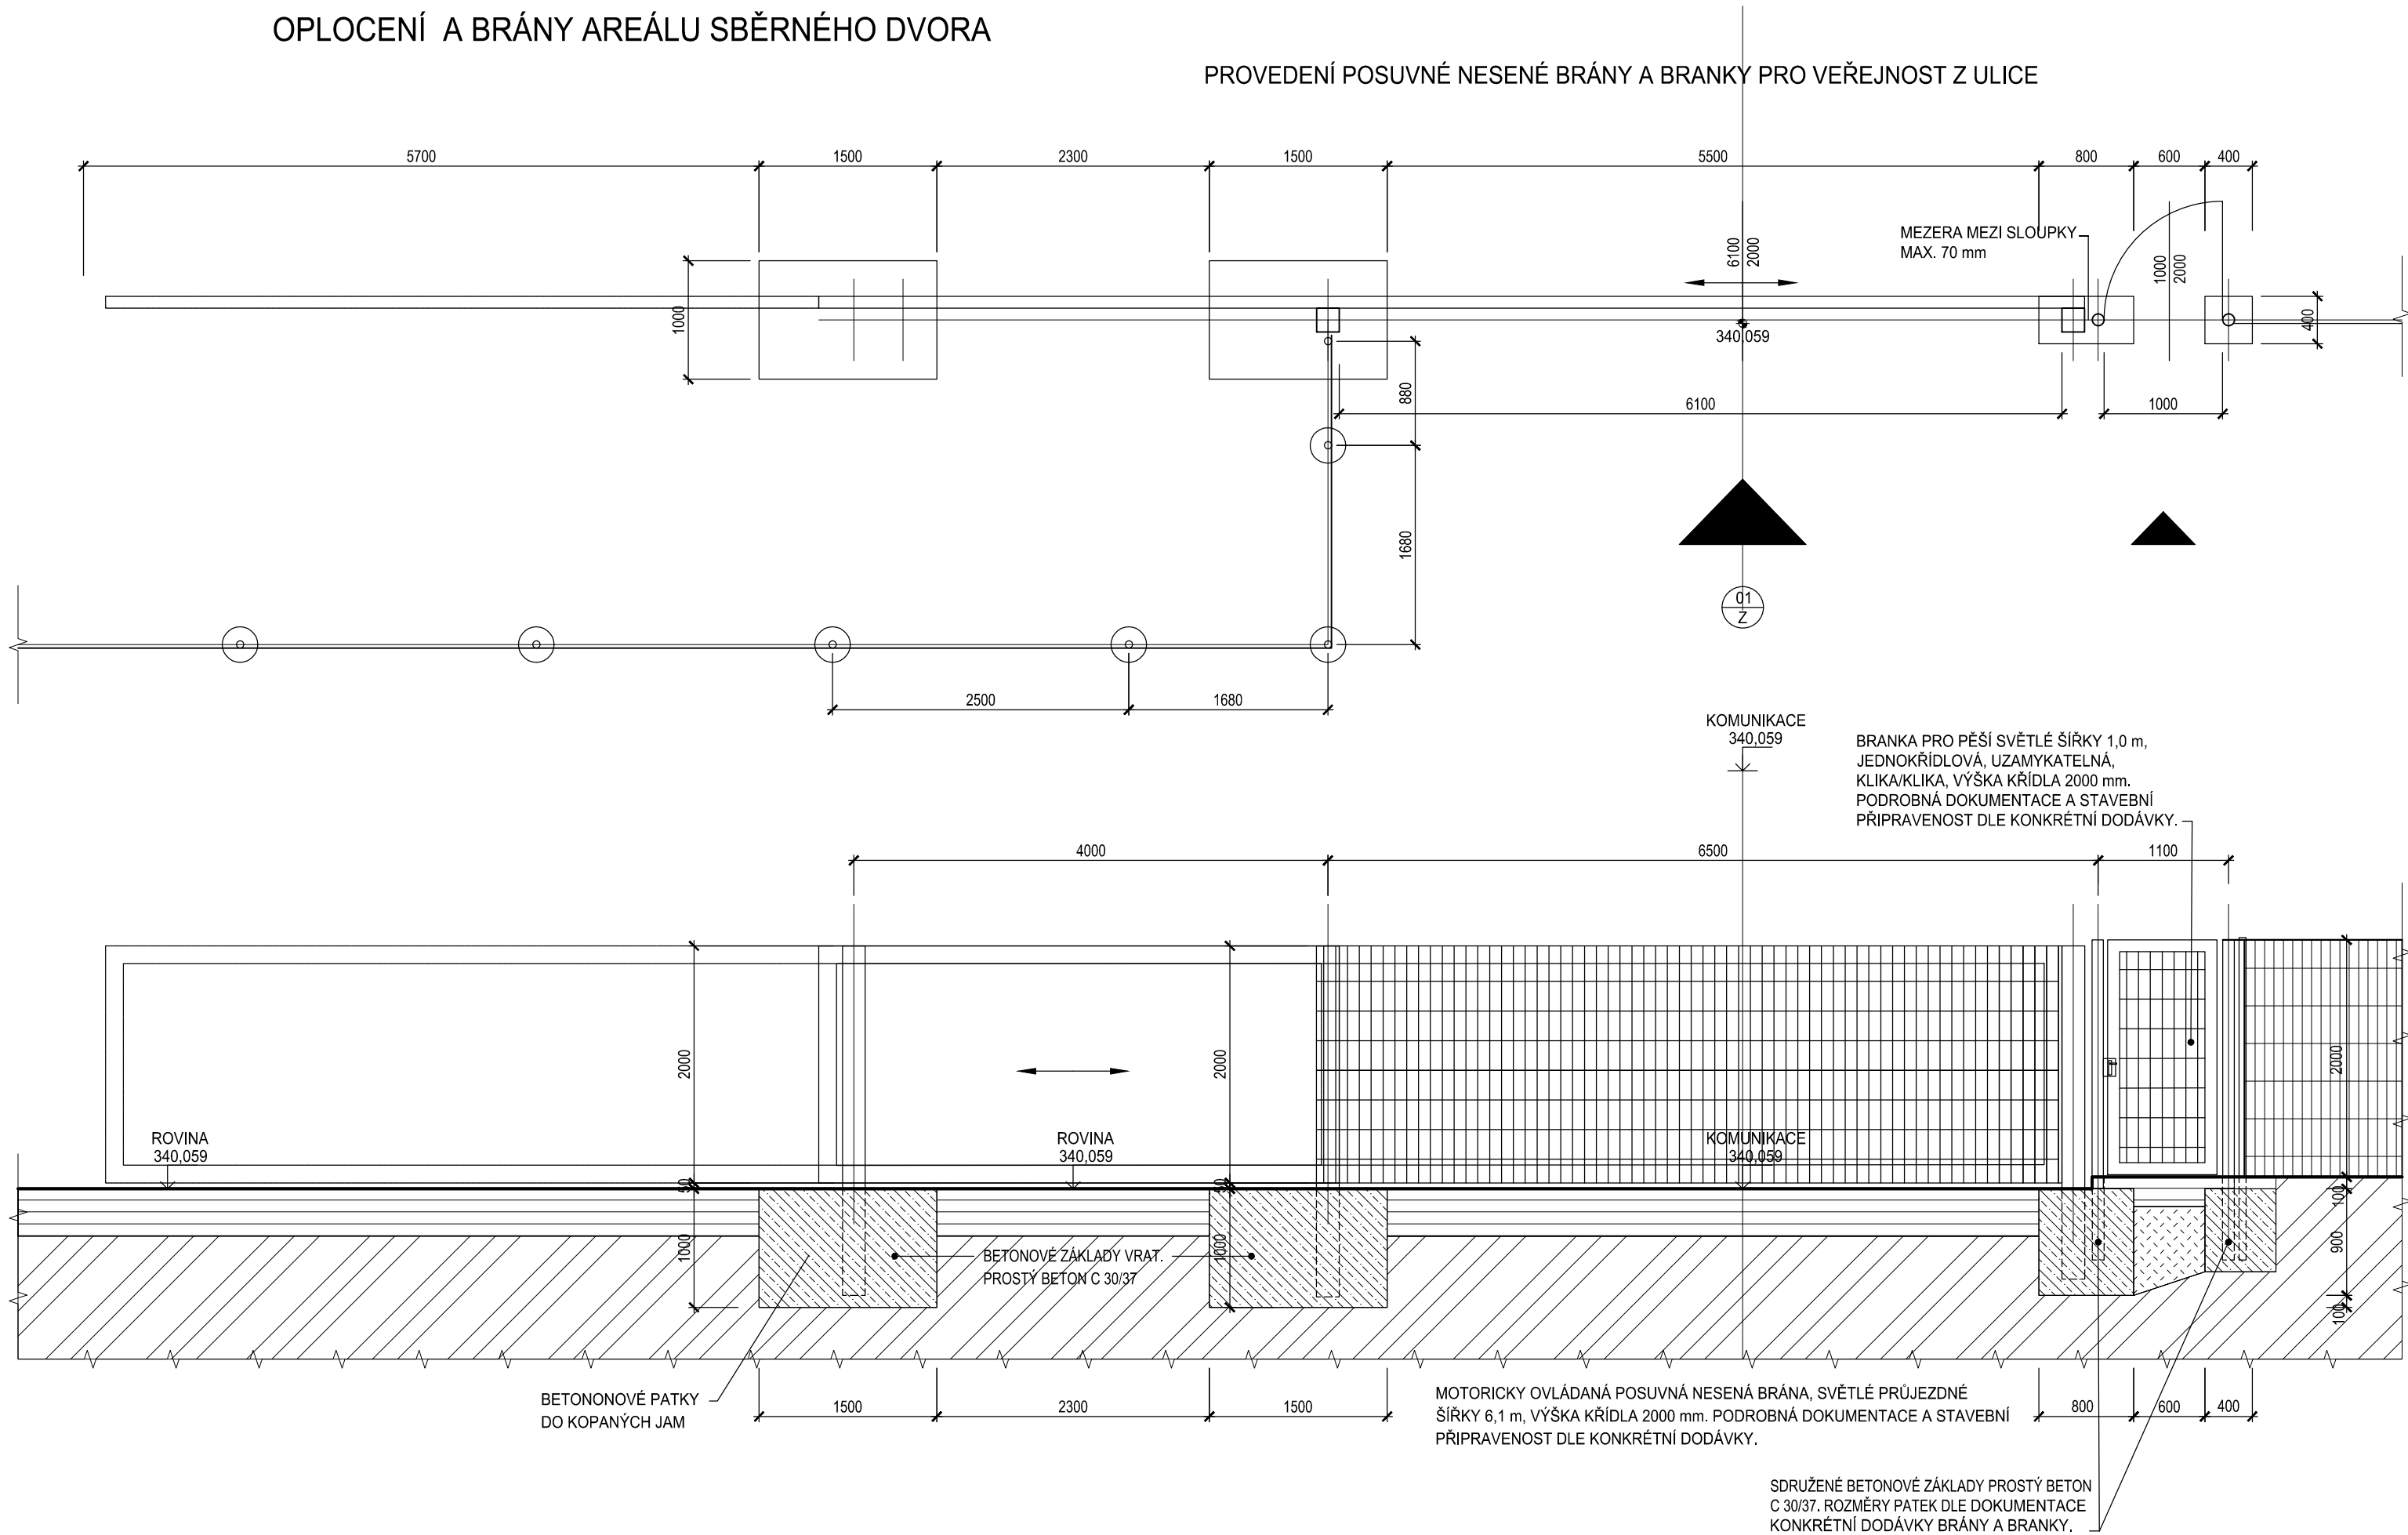 OPLOCENÍ  A BRÁNY AREÁLU SBĚRNÉHO DVORA
PROVEDENÍ POSUVNÉ NESENÉ BRÁNY A BRANKY PRO VEŘEJNOST Z ULICE
5700
1500
2300
1500
5500
800
600
400
MEZERA MEZI SLOUPKY
MAX. 70 mm
6100
2000
1000
2000
1000
340,059
400
880
6100
1000
1680
01
Z
2500
1680
KOMUNIKACE
340,059
BRANKA PRO PĚŠÍ SVĚTLÉ ŠÍŘKY 1,0 m,
JEDNOKŘÍDLOVÁ, UZAMYKATELNÁ,
KLIKA/KLIKA, VÝŠKA KŘÍDLA 2000 mm.
PODROBNÁ DOKUMENTACE A STAVEBNÍ
PŘIPRAVENOST DLE KONKRÉTNÍ DODÁVKY.
4000
6500
1100
2000
2000
2000
ROVINA
340,059
ROVINA
340,059
KOMUNIKACE
340,059
50
50
100
1000
1000
900
100
BETONOVÉ ZÁKLADY VRAT.
PROSTÝ BETON C 30/37
BETONONOVÉ PATKY
DO KOPANÝCH JAM
1500
2300
1500
MOTORICKY OVLÁDANÁ POSUVNÁ NESENÁ BRÁNA, SVĚTLÉ PRŮJEZDNÉ
ŠÍŘKY 6,1 m, VÝŠKA KŘÍDLA 2000 mm. PODROBNÁ DOKUMENTACE A STAVEBNÍ
PŘIPRAVENOST DLE KONKRÉTNÍ DODÁVKY.
800
600
400
SDRUŽENÉ BETONOVÉ ZÁKLADY PROSTÝ BETON
C 30/37. ROZMĚRY PATEK DLE DOKUMENTACE
KONKRÉTNÍ DODÁVKY BRÁNY A BRANKY.